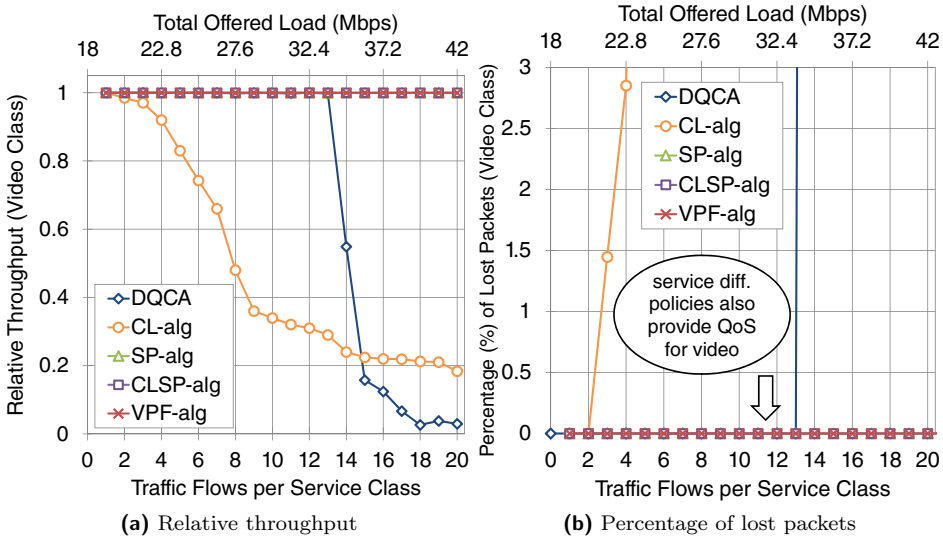 Total Offered Load (Mbps)
18 22.8 27.6 32.4 37.2 42
Relative Throughput (Video Class)
1
0.8
0.6
0.4
0.2
0
DQCA
CL-alg
SP-alg
CLSP-alg
VPF-alg
0 2 4 6 8 10 12 14 16 18 20
Traffic Flows per Service Class
(a) Relative throughput
Total Offered Load (Mbps)
18 22.8 27.6 32.4 37.2 42
Percentage (%) of Lost Packets (Video Class)
3
2.5
2
1.5
1
0.5
0
DQCA
CL-alg
SP-alg
CLSP-alg
VPF-alg
service diff.
policies also
provide QoS
for video
0 2 4 6 8 10 12 14 16 18 20
Traffic Flows per Service Class
(b) Percentage of lost packets